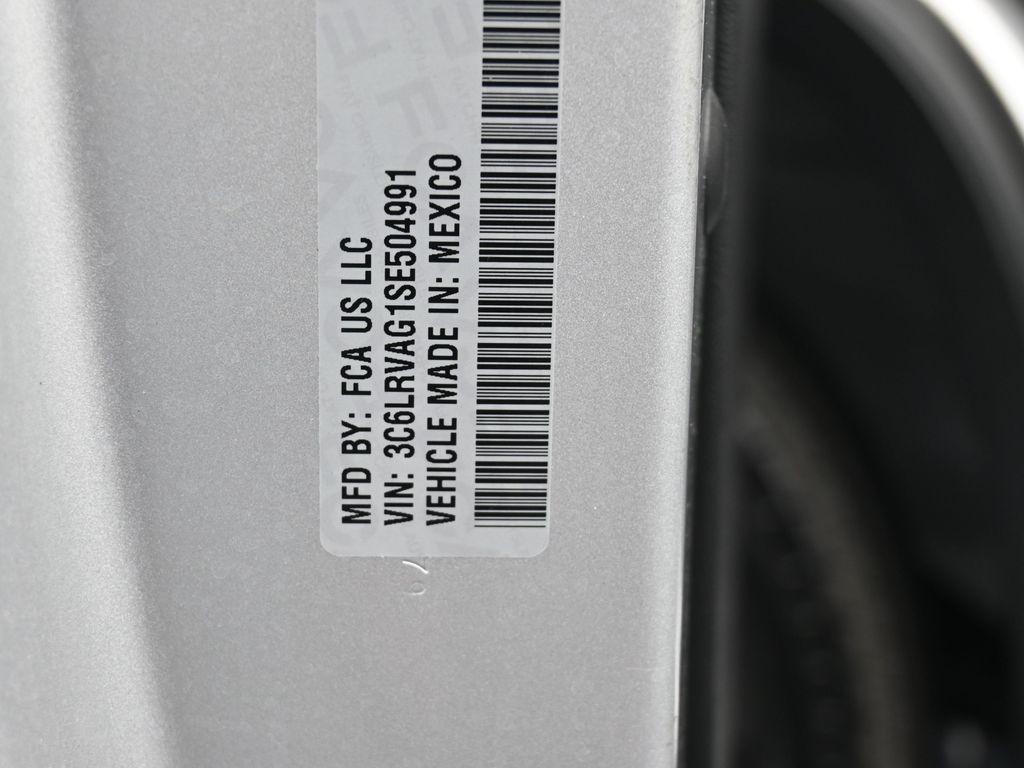 MFD BY: FCA US LLC
VIN: 3C6LRVAG1SE504991
VEHICLE MADE IN: MEXICO